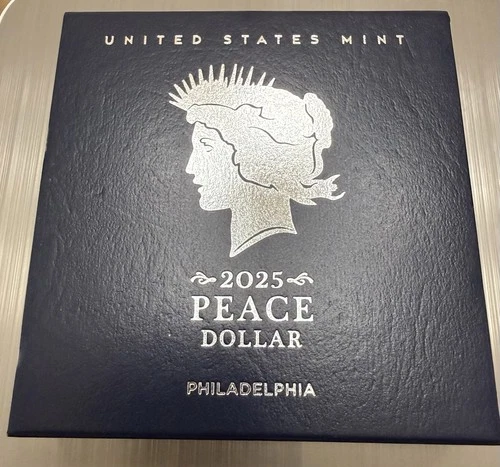 UNITED STATES MINT
2025
PEACE
DOLLAR
PHILADELPHIA